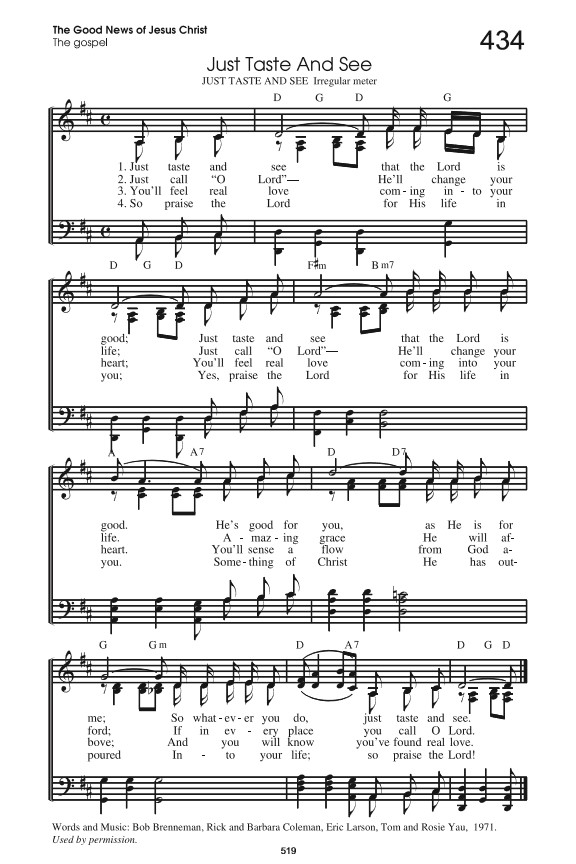 The Good News of Jesus Christ
The gospel
434
Just Taste And See
JUST TASTE AND SEE Irregular meter
D G D G
1. Just taste and see that the Lord is
2. Just call “O Lord”— He’ll change your
3. You’ll feel real love com-ing in-to your
4. So praise the Lord for His life in
D G D F♯m Bm7
good; Just taste and see that the Lord is
life; Just call “O Lord”— He’ll change your
heart; You’ll feel real love com-ing into your
you; Yes, praise the Lord for His life in
A A7 D D7
good. He’s good for you, as He is for
life. A-maz-ing grace He will af-
heart. You’ll sense a flow from God a-
you. Some-thing of Christ He has out-
G Gm D A7 D G D
me; So what-ev-er you do, just taste and see.
ford; If in ev-ery place you call O Lord.
bove; And you will know you’ve found real love.
poured In-to your life; so praise the Lord!
Words and Music: Bob Brenneman, Rick and Barbara Coleman, Eric Larson, Tom and Rosie Yau, 1971.
Used by permission.
519